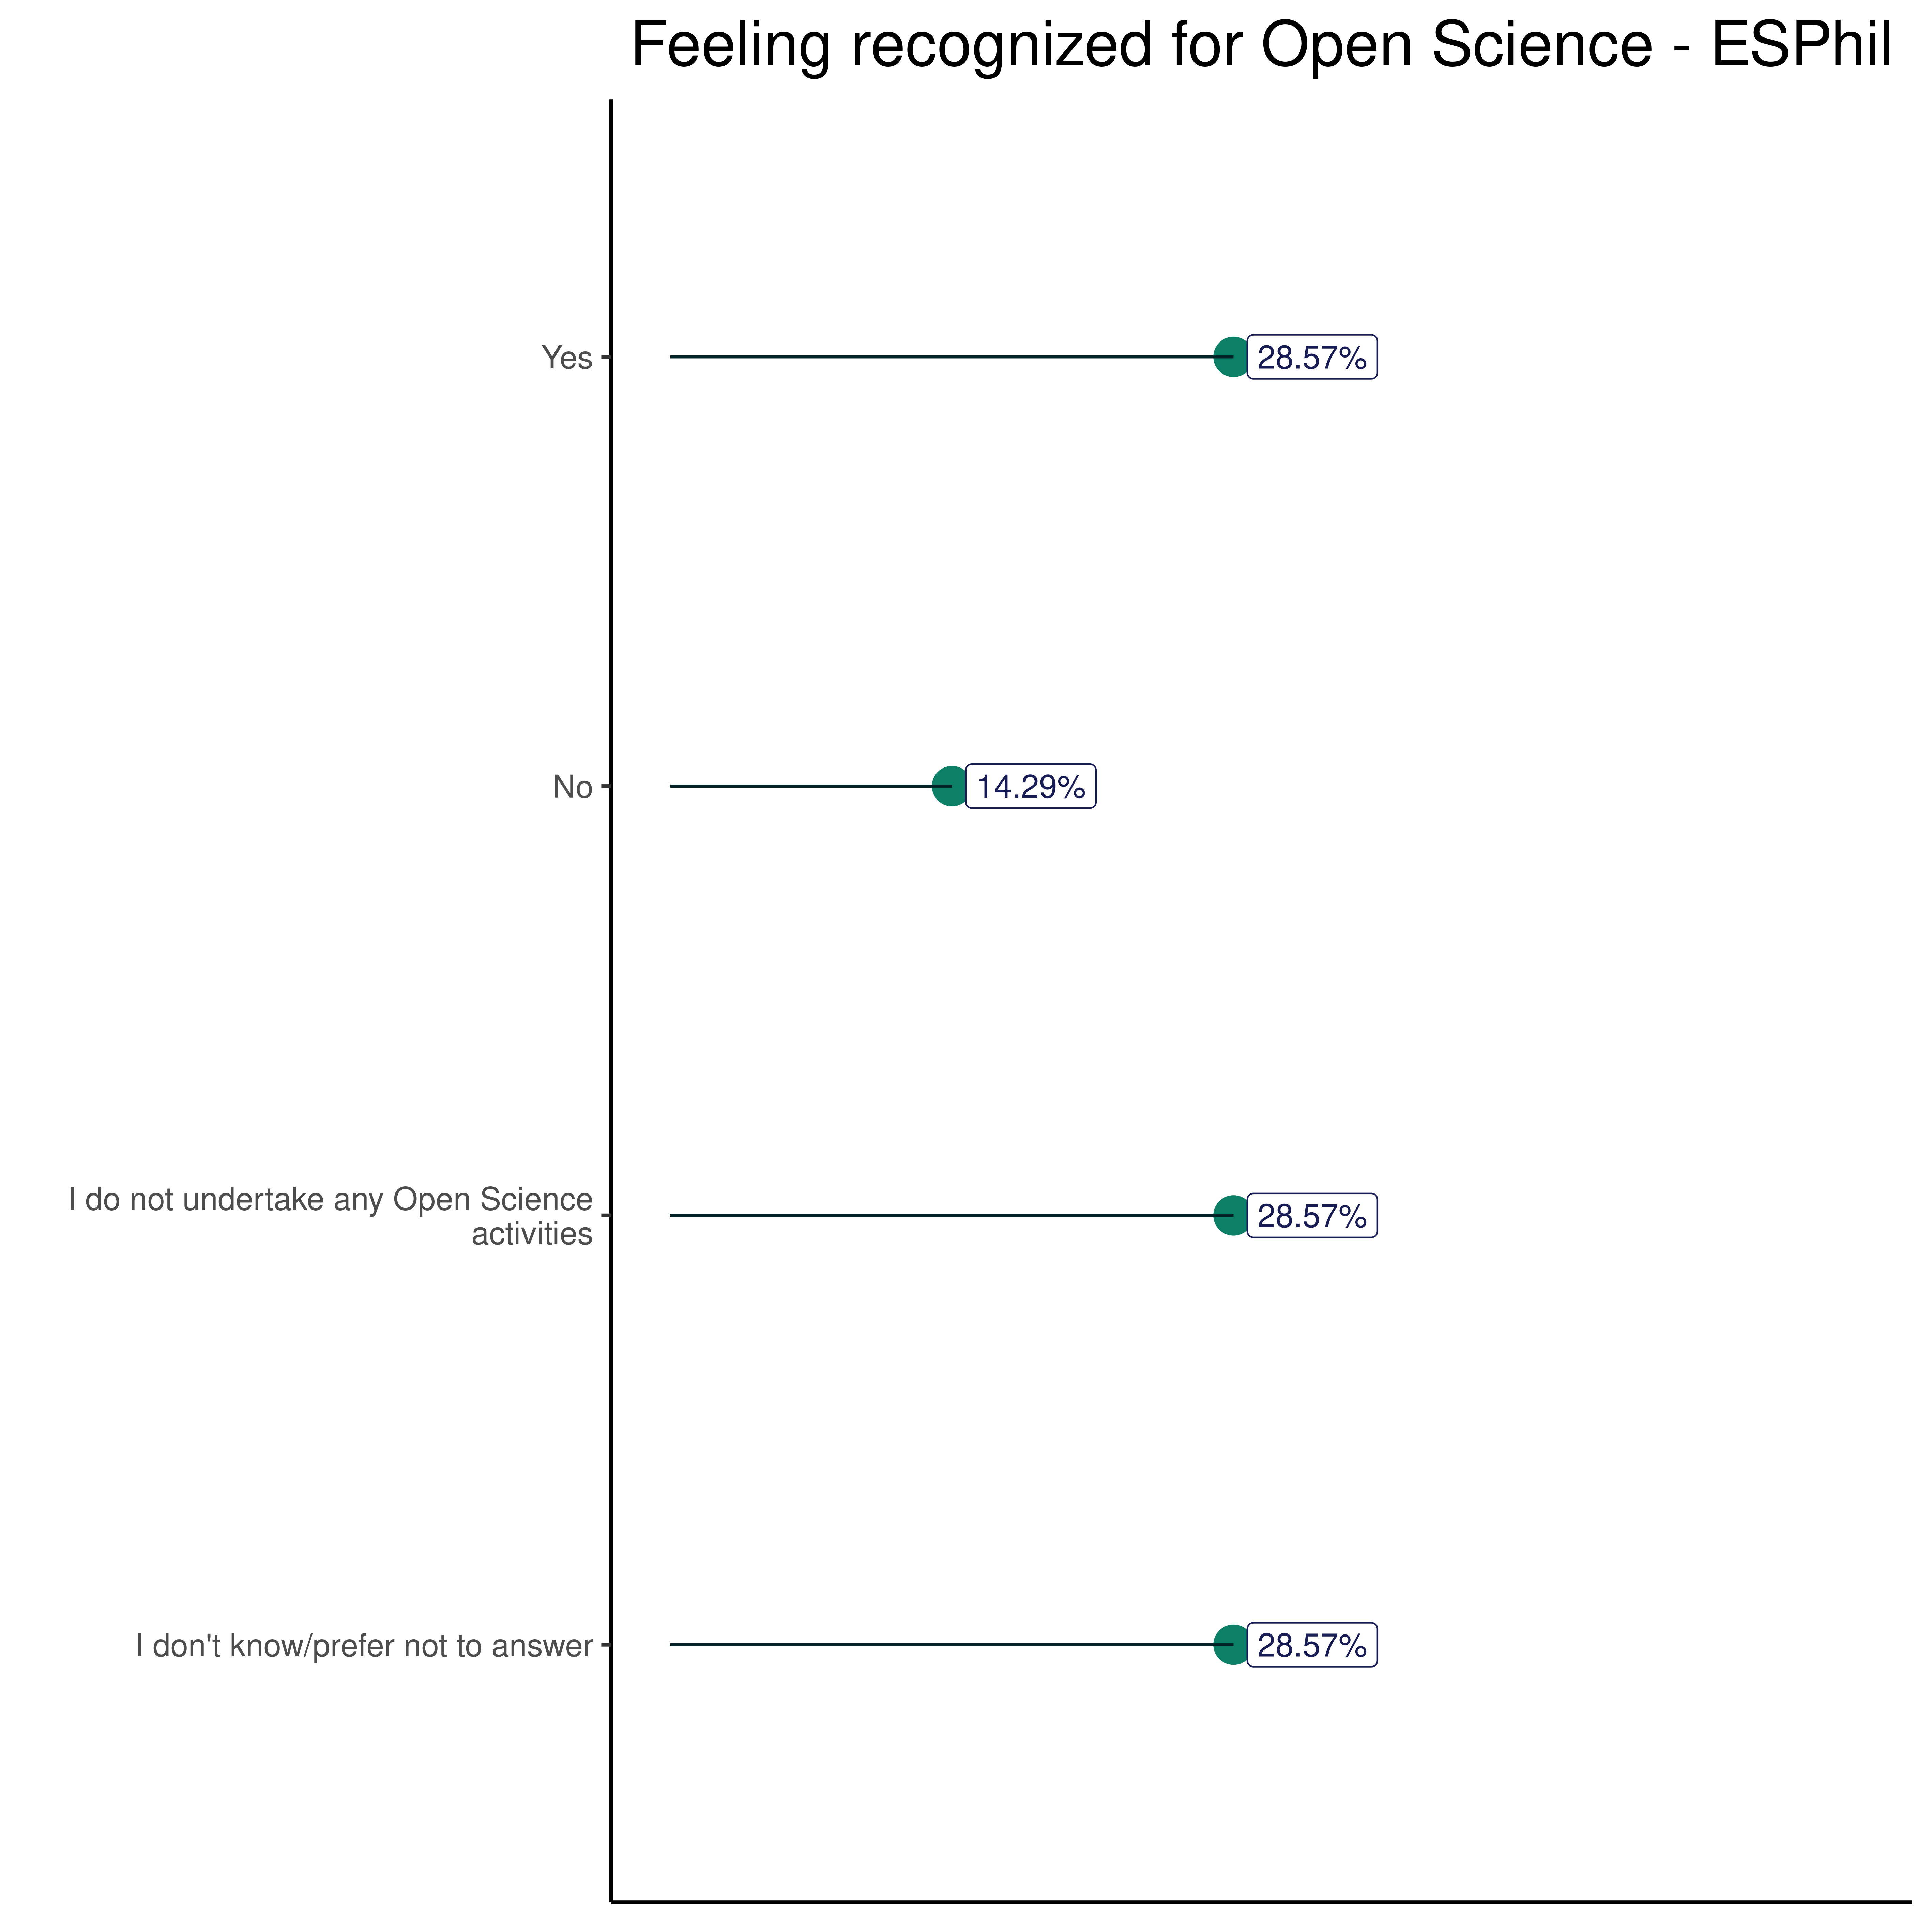 Feeling recognized for Open Science - ESPhil
Yes
28.57%
No
14.29%
I do not undertake any Open Science
activities
28.57%
I don't know/prefer not to answer
28.57%